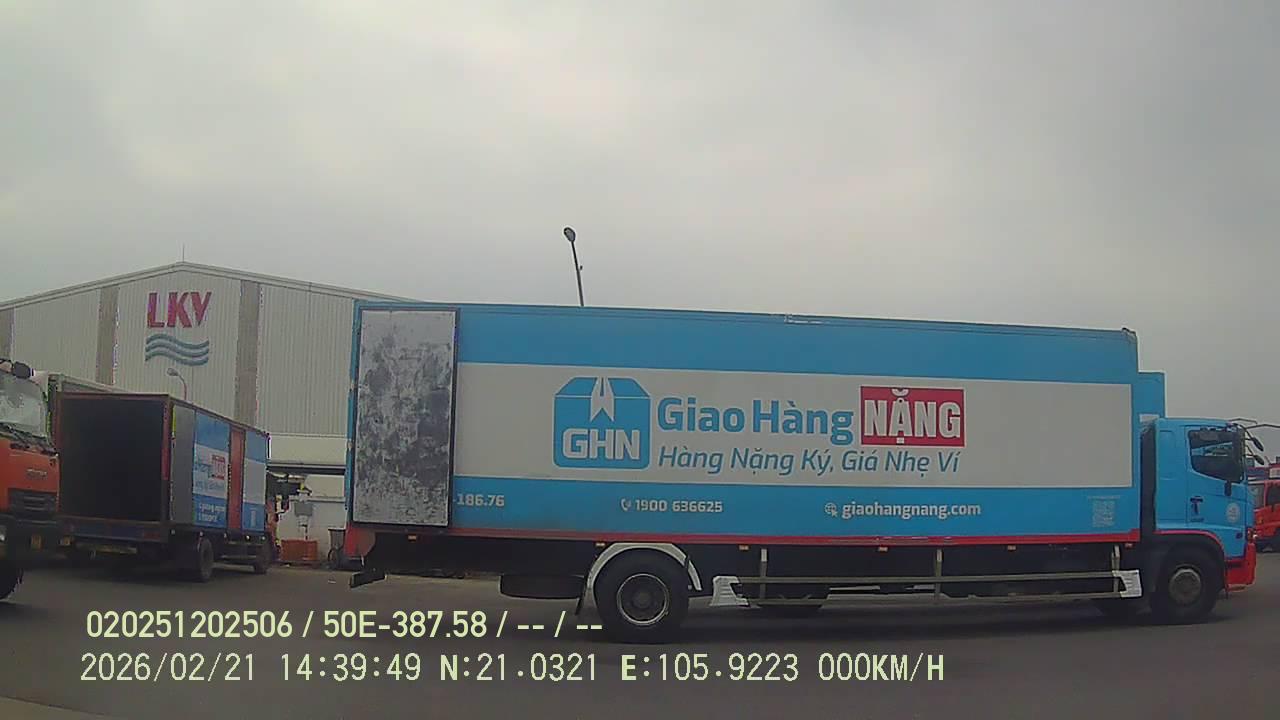 LKV
GHN
Giao Hàng NẶNG
Hàng Nặng Ký, Giá Nhẹ Ví
186.76
1900 636625
giaohangnang.com
020251202506 / 50E-387.58 / -- / --
2026/02/21 14:39:49 N:21.0321 E:105.9223 000KM/H